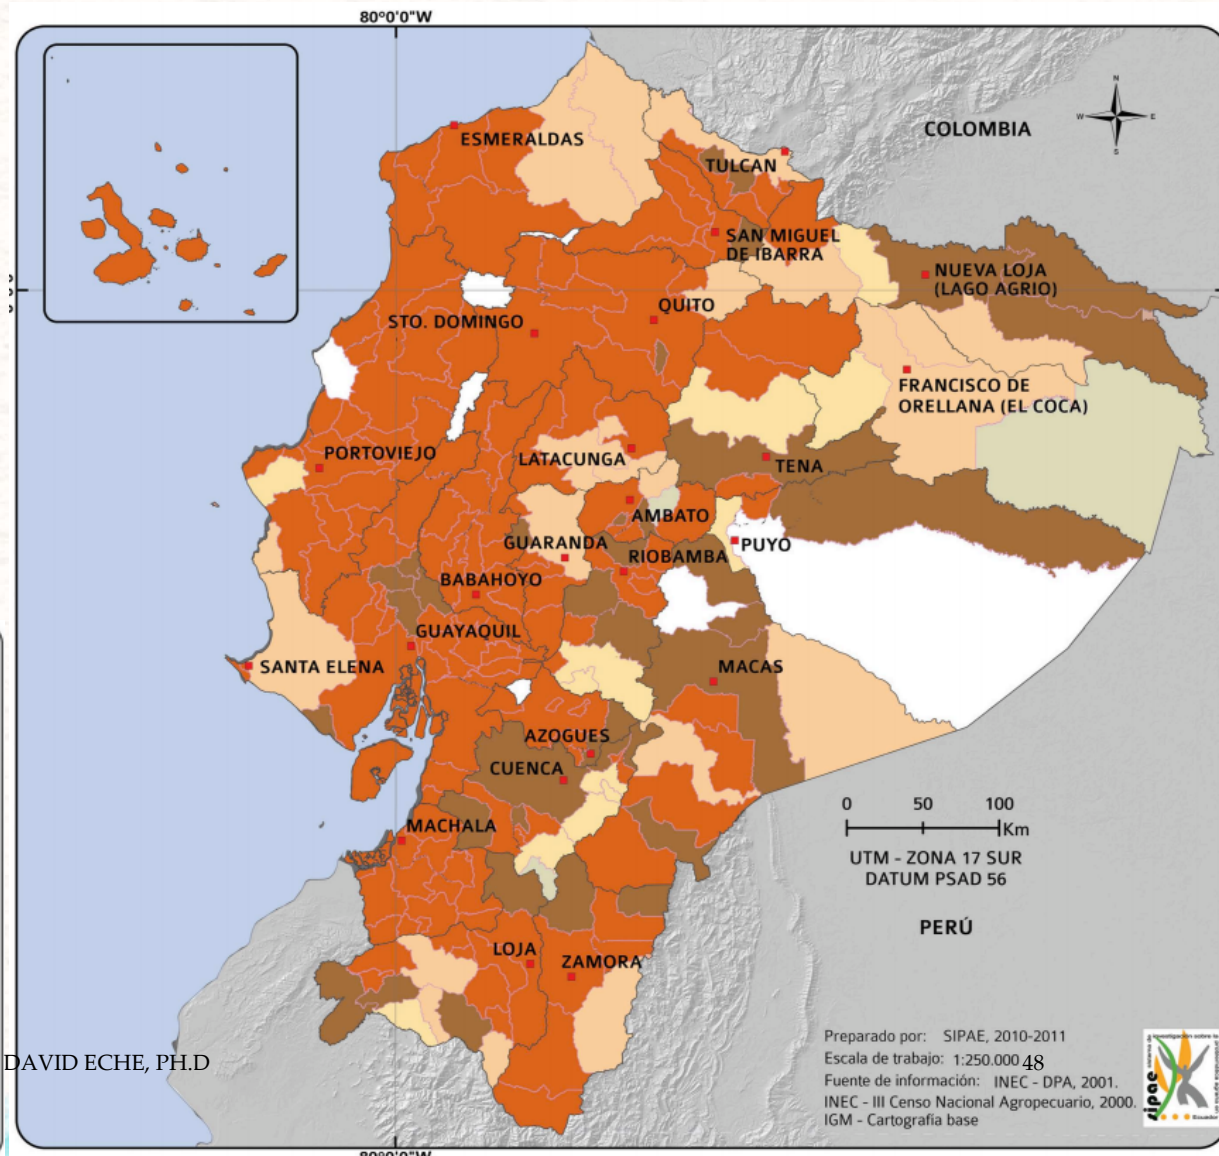 80°0'0"W
COLOMBIA
N
W
E
S
ESMERALDAS
TULCAN
SAN MIGUEL
DE IBARRA
NUEVA LOJA
(LAGO AGRIO)
QUITO
STO. DOMINGO
FRANCISCO DE
ORELLANA (EL COCA)
PORTOVIEJO
LATACUNGA
TENA
AMBATO
GUARANDA
RIOBAMBA
PUYO
BABAHOYO
GUAYAQUIL
SANTA ELENA
MACAS
AZOGUES
CUENCA
MACHALA
0 50 100
Km
UTM - ZONA 17 SUR
DATUM PSAD 56
PERÚ
LOJA
ZAMORA
DAVID ECHE, PH.D
48
Preparado por: SIPAE, 2010-2011
Escala de trabajo: 1:250.000
Fuente de información: INEC - DPA, 2001.
INEC - III Censo Nacional Agropecuario, 2000.
IGM - Cartografía base
sipae
Ecuador
80°0'0"W